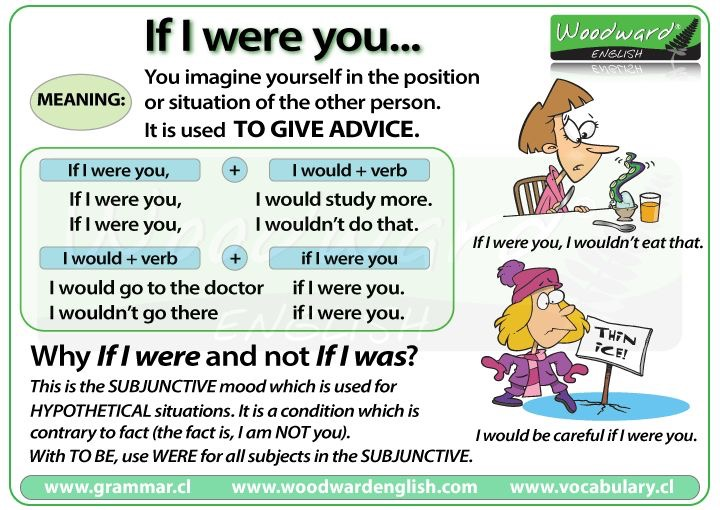 If I were you...
Woodward®
ENGLISH
MEANING:
You imagine yourself in the position
or situation of the other person.
It is used TO GIVE ADVICE.
If I were you, + I would + verb
If I were you, I would study more.
If I were you, I wouldn't do that.
I would + verb + if I were you
I would go to the doctor if I were you.
I wouldn't go there if I were you.
If I were you, I wouldn't eat that.
THIN
ICE!
I would be careful if I were you.
Why If I were and not If I was?
This is the SUBJUNCTIVE mood which is used for
HYPOTHETICAL situations. It is a condition which is
contrary to fact (the fact is, I am NOT you).
With TO BE, use WERE for all subjects in the SUBJUNCTIVE.
www.grammar.cl www.woodwardenglish.com www.vocabulary.cl
Woodward
ENGLISH